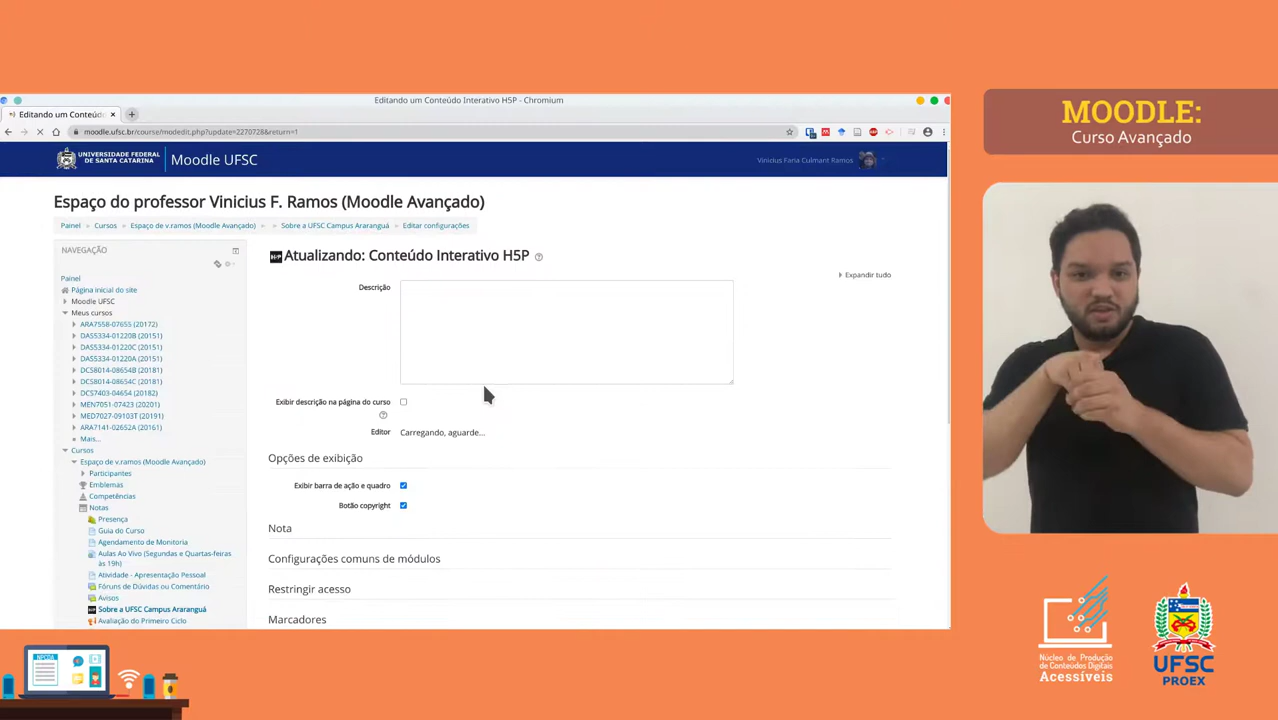 Editando um Conteúdo Interativo H5P - Chromium
Editando um Conteúdo
moodle.ufsc.br/course/modedit.php?update=2270728&return=1
UNIVERSIDADE FEDERAL
DE SANTA CATARINA
Moodle UFSC
Vinicius Faria Culmant Ramos
Espaço do professor Vinicius F. Ramos (Moodle Avançado)
Painel
Cursos
Espaço de v.ramos (Moodle Avançado)
Sobre a UFSC Campus Araranguá
Editar configurações
NAVEGAÇÃO
Painel
Página inicial do site
Moodle UFSC
Meus cursos
ARA7558-07655 (20172)
DAS5334-01220B (20151)
DAS5334-01220C (20151)
DAS5334-01220A (20151)
DCS8014-08654B (20181)
DCS8014-08654C (20181)
DCS7403-04654 (20182)
MEN7051-07423 (20201)
MED7027-09103T (20191)
ARA7141-02652A (20161)
Mais...
Cursos
Espaço de v.ramos (Moodle Avançado)
Participantes
Emblemas
Competências
Notas
Presença
Guia do Curso
Agendamento de Monitoria
Aulas Ao Vivo (Segundas e Quartas-feiras
às 19h)
Atividade - Apresentação Pessoal
Fóruns de Dúvidas ou Comentário
Avisos
Sobre a UFSC Campus Araranguá
Avaliação do Primeiro Ciclo
H5P
Atualizando: Conteúdo Interativo H5P
Expandir tudo
Descrição
Exibir descrição na página do curso
Editor
Carregando, aguarde...
Opções de exibição
Exibir barra de ação e quadro
Botão copyright
Nota
Configurações comuns de módulos
Restringir acesso
Marcadores
MOODLE:
Curso Avançado
Núcleo de Produção
de Conteúdos Digitais
Acessíveis
UFSC
PROEX
NPCDA